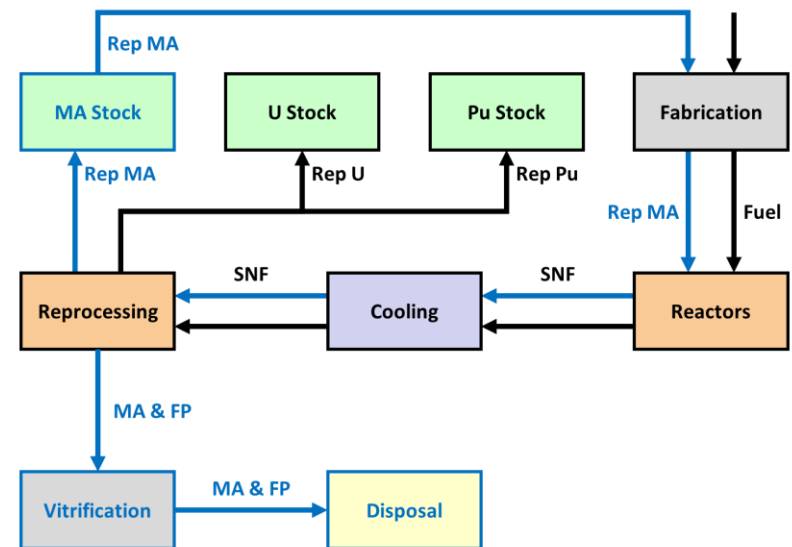 Rep MA
MA Stock
U Stock
Pu Stock
Fabrication
Rep MA
Rep U
Rep Pu
Rep MA
Fuel
SNF
SNF
Reprocessing
Cooling
Reactors
MA & FP
MA & FP
Vitrification
Disposal